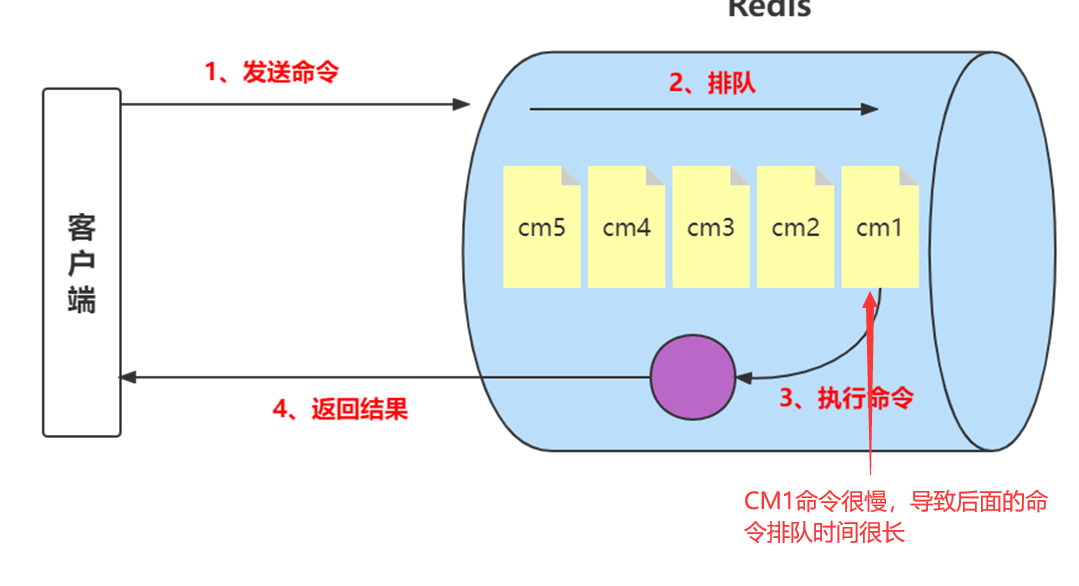 Redis
1、发送命令
2、排队
客户端
cm5
cm4
cm3
cm2
cm1
3、执行命令
4、返回结果
CM1命令很慢，导致后面的命
令排队时间很长